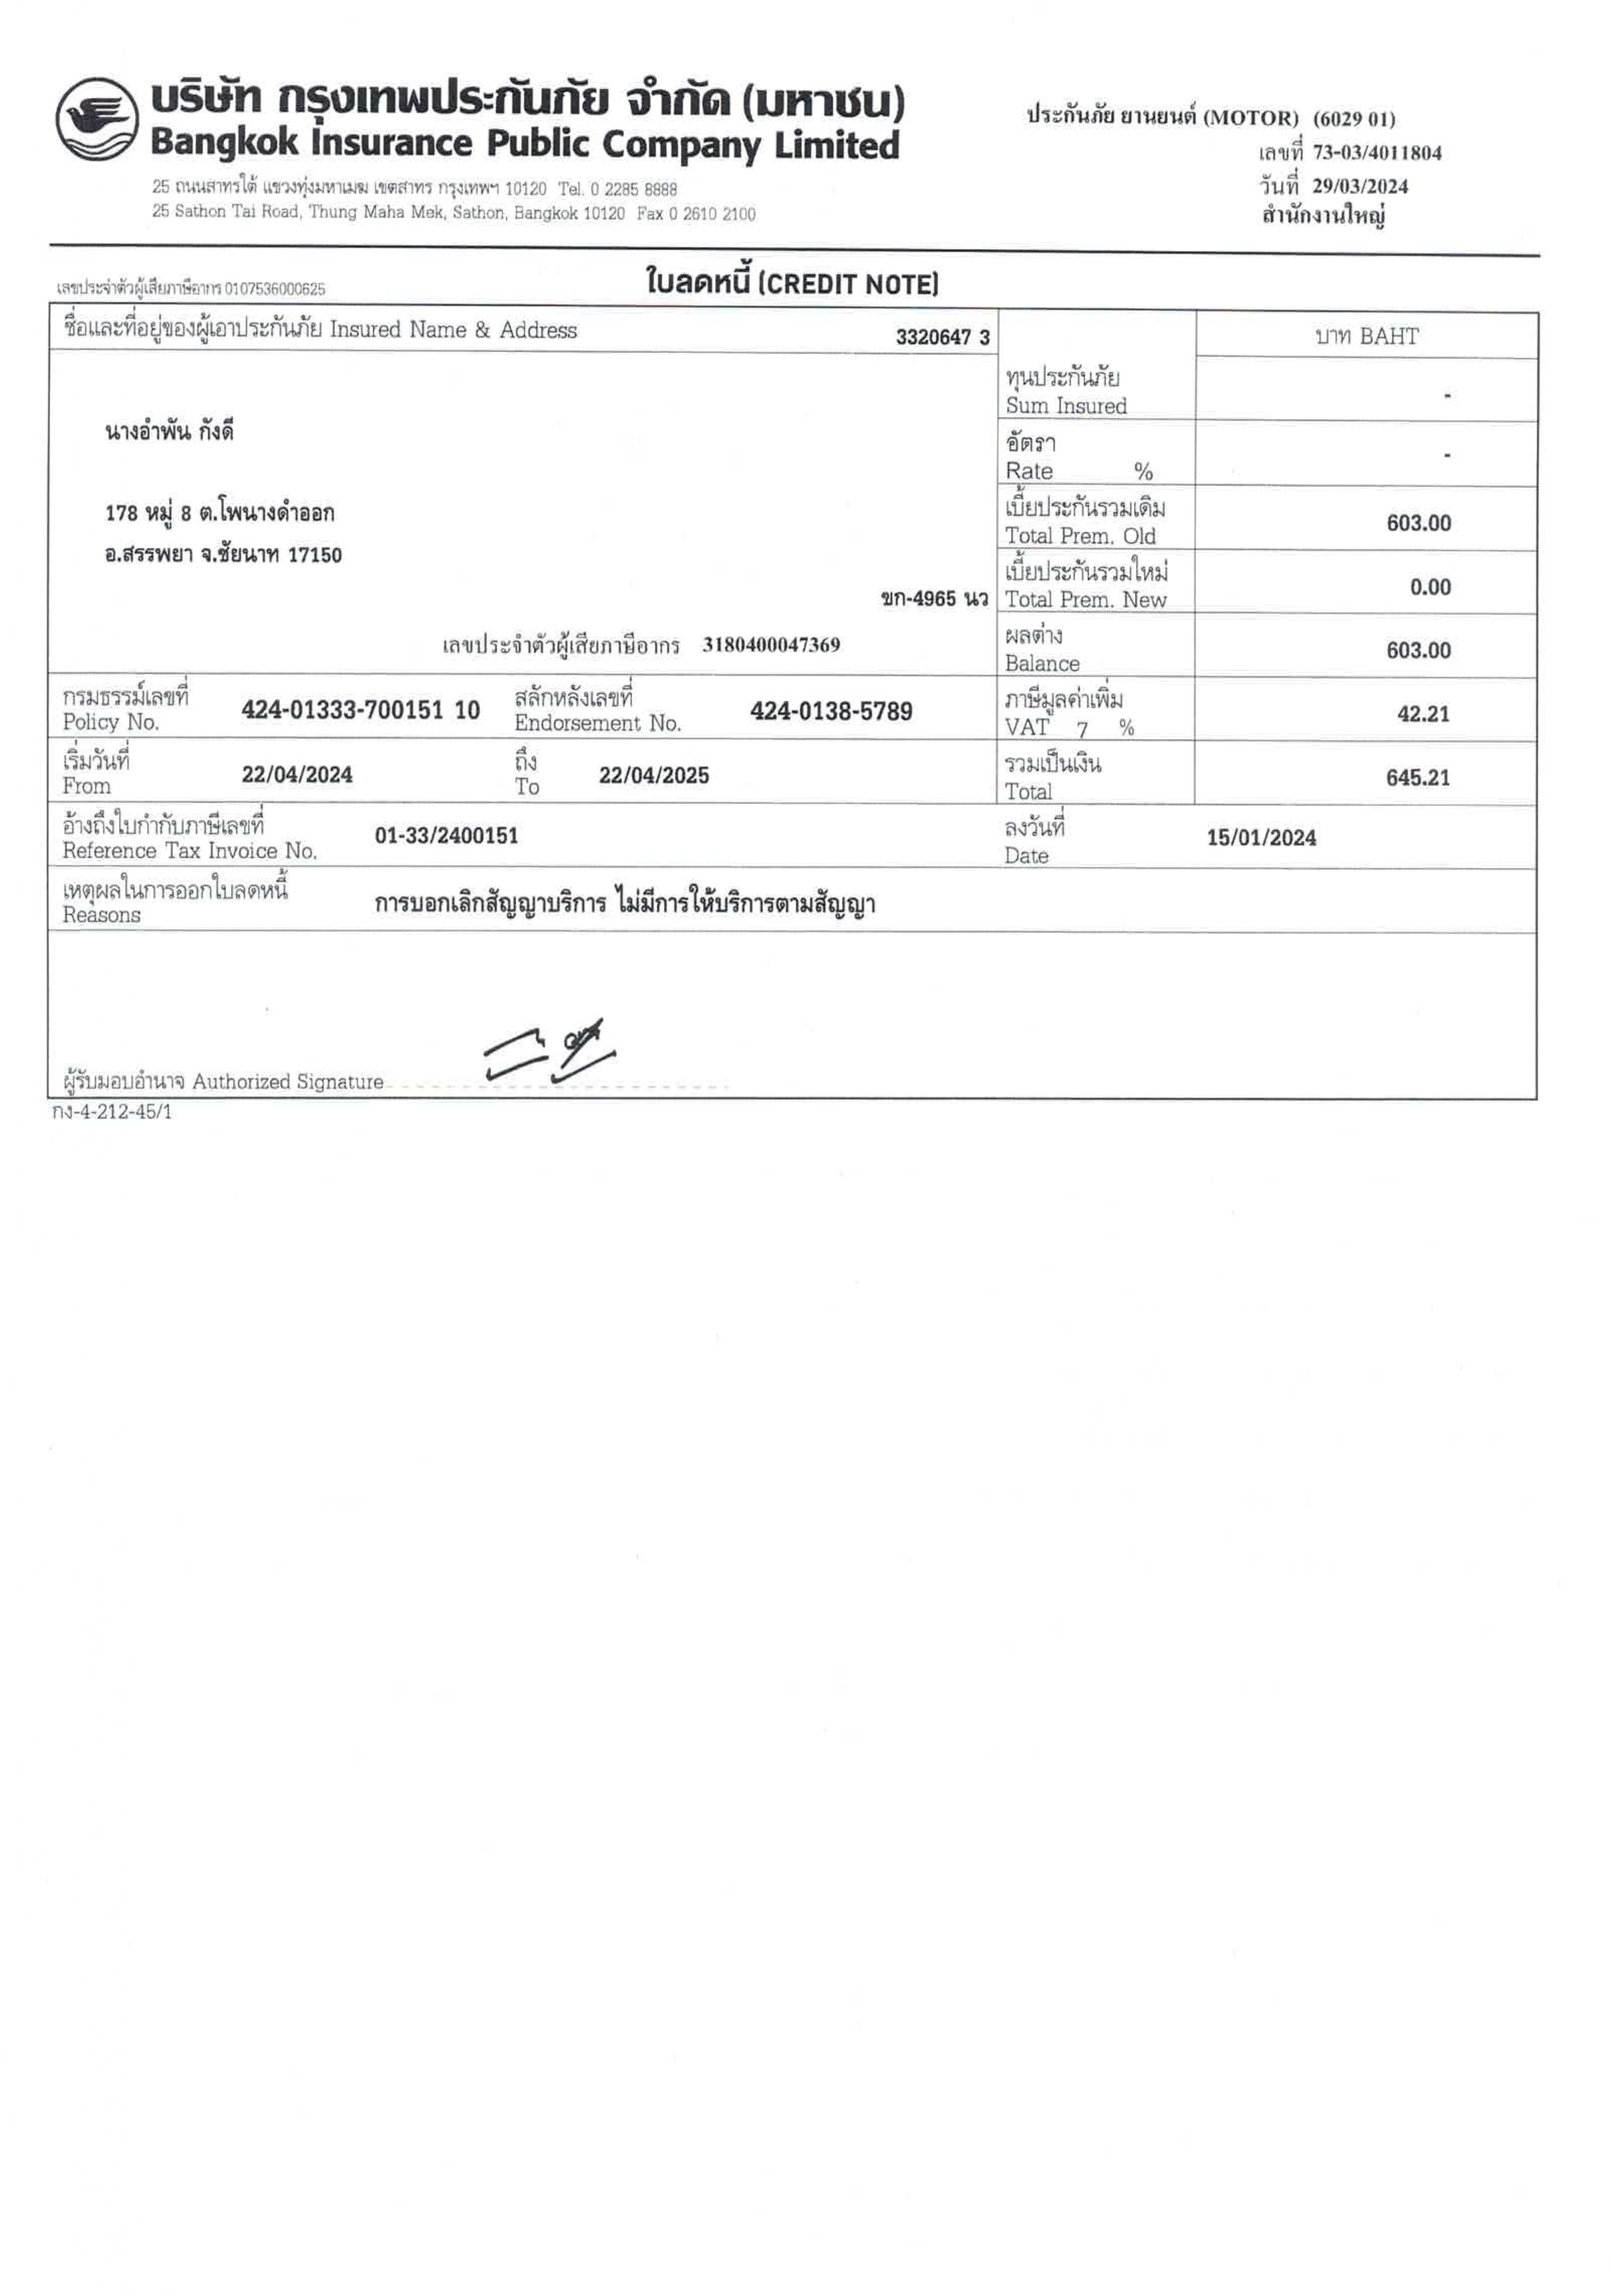 บริษัท กรุงเทพประกันภัย จำกัด (มหาชน)
Bangkok Insurance Public Company Limited
25 ถนนสาทรใต้ แขวงทุ่งมหาเมฆ เขตสาทร กรุงเทพฯ 10120 Tel. 0 2285 8888
25 Sathon Tai Road, Thung Maha Mek, Sathon, Bangkok 10120 Fax 0 2610 2100
ประกันภัย ยานยนต์ (MOTOR) (6029 01)
เลขที่ 73-03/4011804
วันที่ 29/03/2024
สำนักงานใหญ่
ใบลดหนี้ (CREDIT NOTE)
เลขประจำตัวผู้เสียภาษีอากร 0107536000625
ชื่อและที่อยู่ของผู้เอาประกันภัย Insured Name & Address 3320647 3
บาท BAHT
นางอำพัน กังดี
178 หมู่ 8 ต.โพนางดำออก
อ.สรรพยา จ.ชัยนาท 17150
ขก-4965 นว
เลขประจำตัวผู้เสียภาษีอากร 3180400047369
ทุนประกันภัย
Sum Insured -
อัตรา
Rate % -
เบี้ยประกันรวมเดิม
Total Prem. Old 603.00
เบี้ยประกันรวมใหม่
Total Prem. New 0.00
ผลต่าง
Balance 603.00
กรมธรรม์เลขที่
Policy No. 424-01333-700151 10
สลักหลังเลขที่
Endorsement No. 424-0138-5789
ภาษีมูลค่าเพิ่ม
VAT 7 % 42.21
เริ่มวันที่
From 22/04/2024
ถึง
To 22/04/2025
รวมเป็นเงิน
Total 645.21
อ้างถึงใบกำกับภาษีเลขที่
Reference Tax Invoice No. 01-33/2400151
ลงวันที่
Date 15/01/2024
เหตุผลในการออกใบลดหนี้
Reasons การบอกเลิกสัญญาบริการ ไม่มีการให้บริการตามสัญญา
ผู้รับมอบอำนาจ Authorized Signature
กง-4-212-45/1